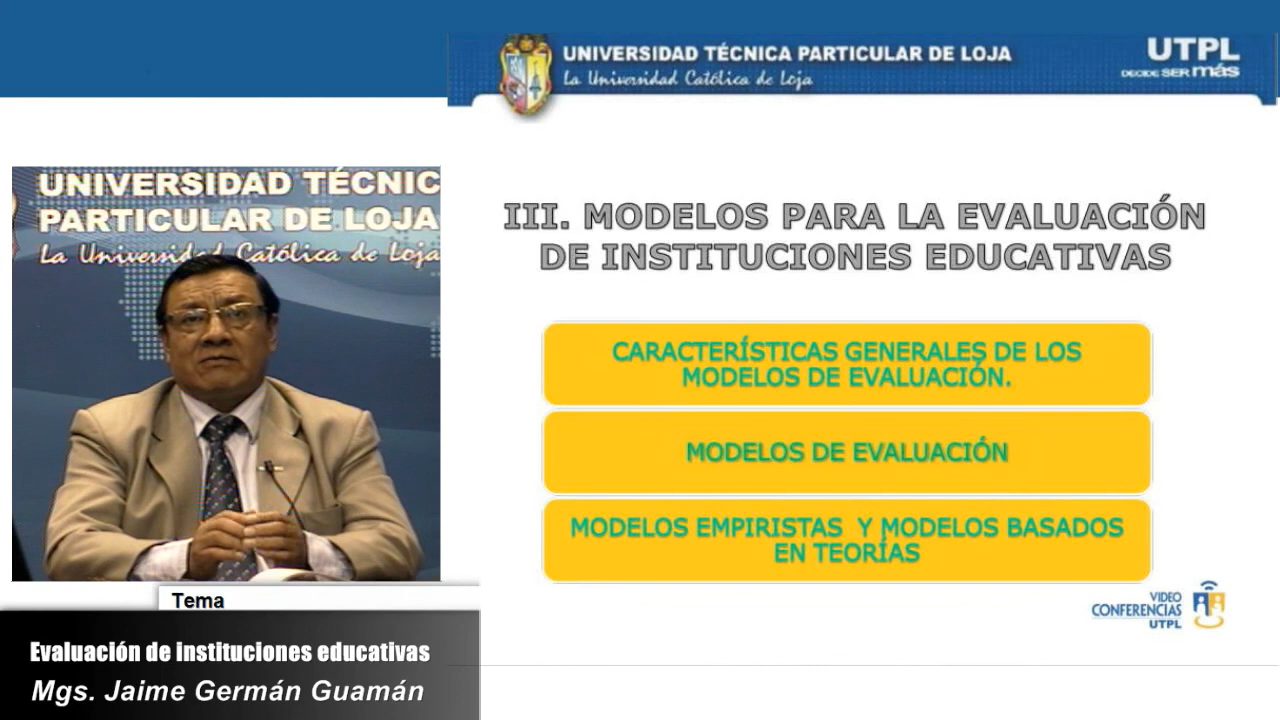 UNIVERSIDAD TÉCNICA PARTICULAR DE LOJA
La Universidad Católica de Loja
UTPL
DECIDE SER más
UNIVERSIDAD TÉCNIC
PARTICULAR DE LOJA
La Universidad Católica de Loja
III. MODELOS PARA LA EVALUACIÓN
DE INSTITUCIONES EDUCATIVAS
CARACTERÍSTICAS GENERALES DE LOS
MODELOS DE EVALUACIÓN.
MODELOS DE EVALUACIÓN
MODELOS EMPIRISTAS Y MODELOS BASADOS
EN TEORÍAS
VIDEO
CONFERENCIAS
UTPL
Tema
Evaluación de instituciones educativas
Mgs. Jaime Germán Guamán